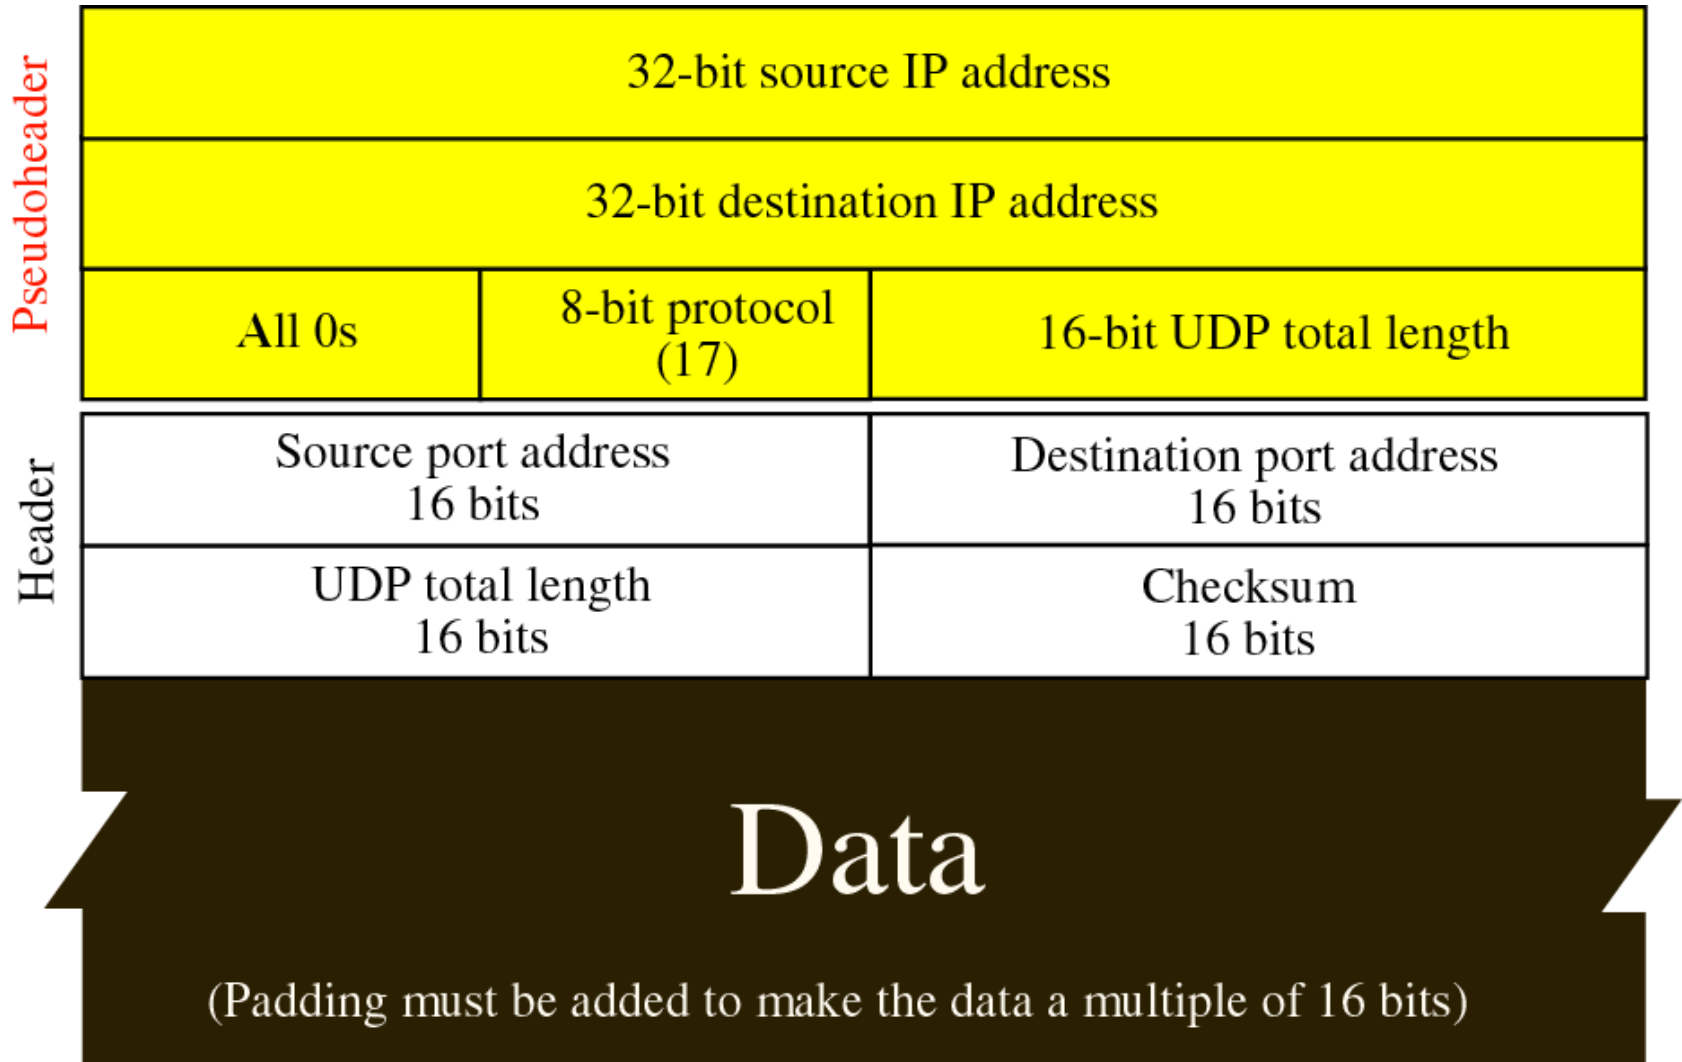 Pseudoheader
32-bit source IP address
32-bit destination IP address
All 0s
8-bit protocol
(17)
16-bit UDP total length
Header
Source port address
16 bits
Destination port address
16 bits
UDP total length
16 bits
Checksum
16 bits
Data
(Padding must be added to make the data a multiple of 16 bits)